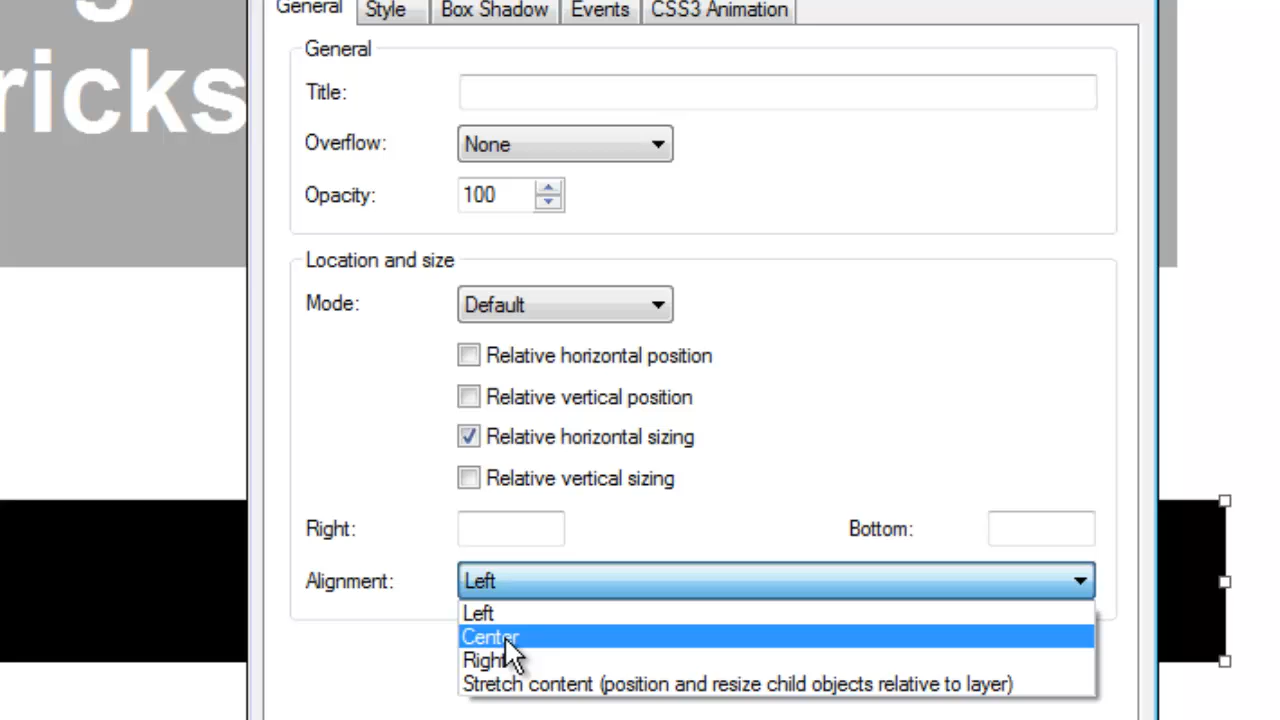 General Style Box Shadow Events CSS3 Animation
ricks
General
Title:
Overflow: None
Opacity: 100
Location and size
Mode: Default
Relative horizontal position
Relative vertical position
Relative horizontal sizing
Relative vertical sizing
Right: Bottom:
Alignment: Left
Left
Center
Right
Stretch content (position and resize child objects relative to layer)